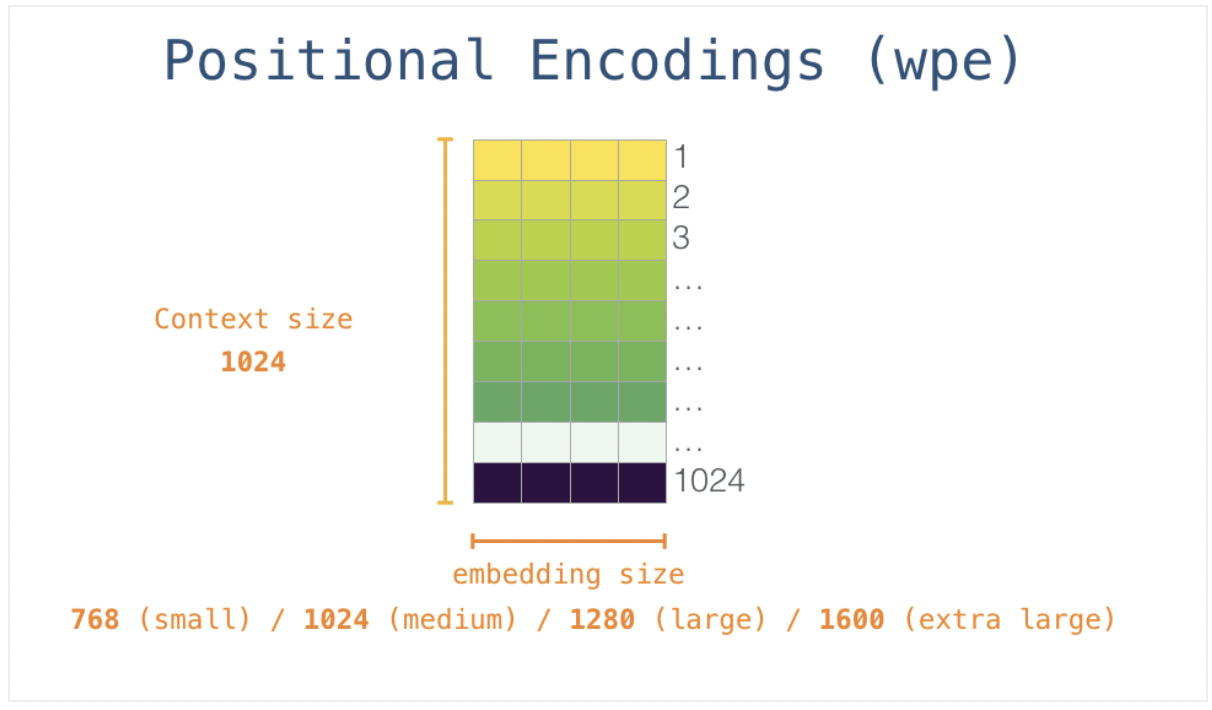 Positional Encodings (wpe)
1
2
3
...
...
...
...
...
1024
Context size
1024
embedding size
768 (small) / 1024 (medium) / 1280 (large) / 1600 (extra large)